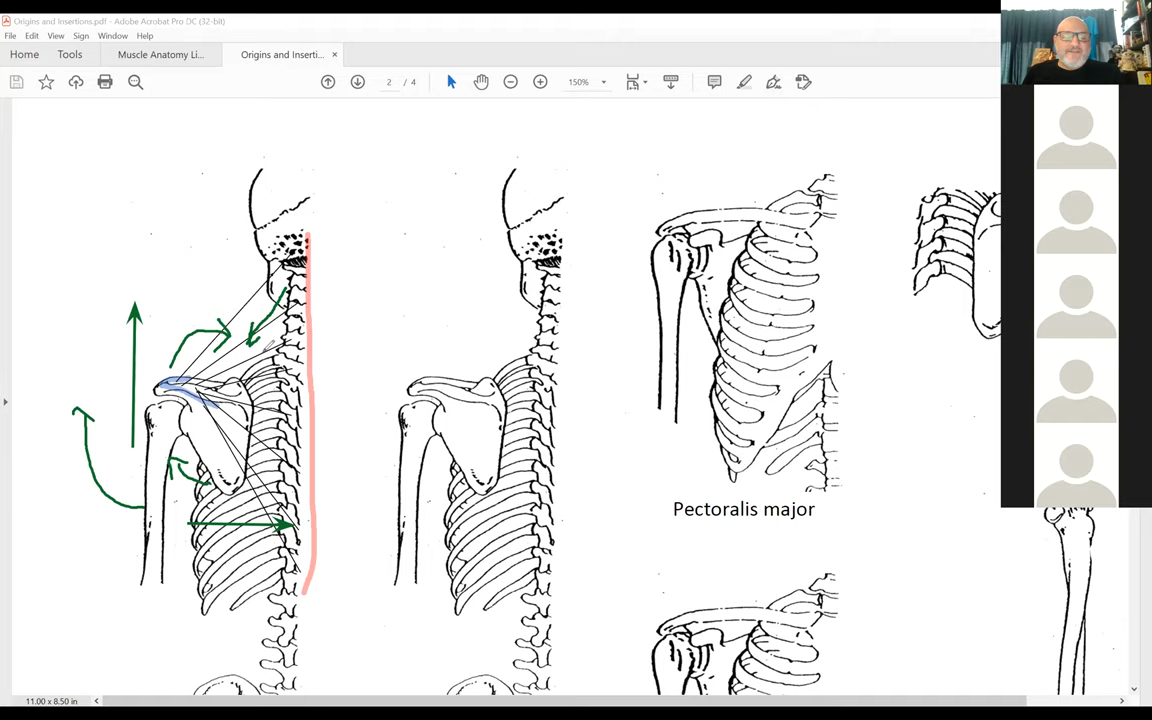 Origins and Insertions.pdf - Adobe Acrobat Pro DC (32-bit)
File Edit View Sign Window Help
Home Tools Muscle Anatomy Li... Origins and Inserti... ×
2 / 4 150%
Pectoralis major
11.00 x 8.50 in